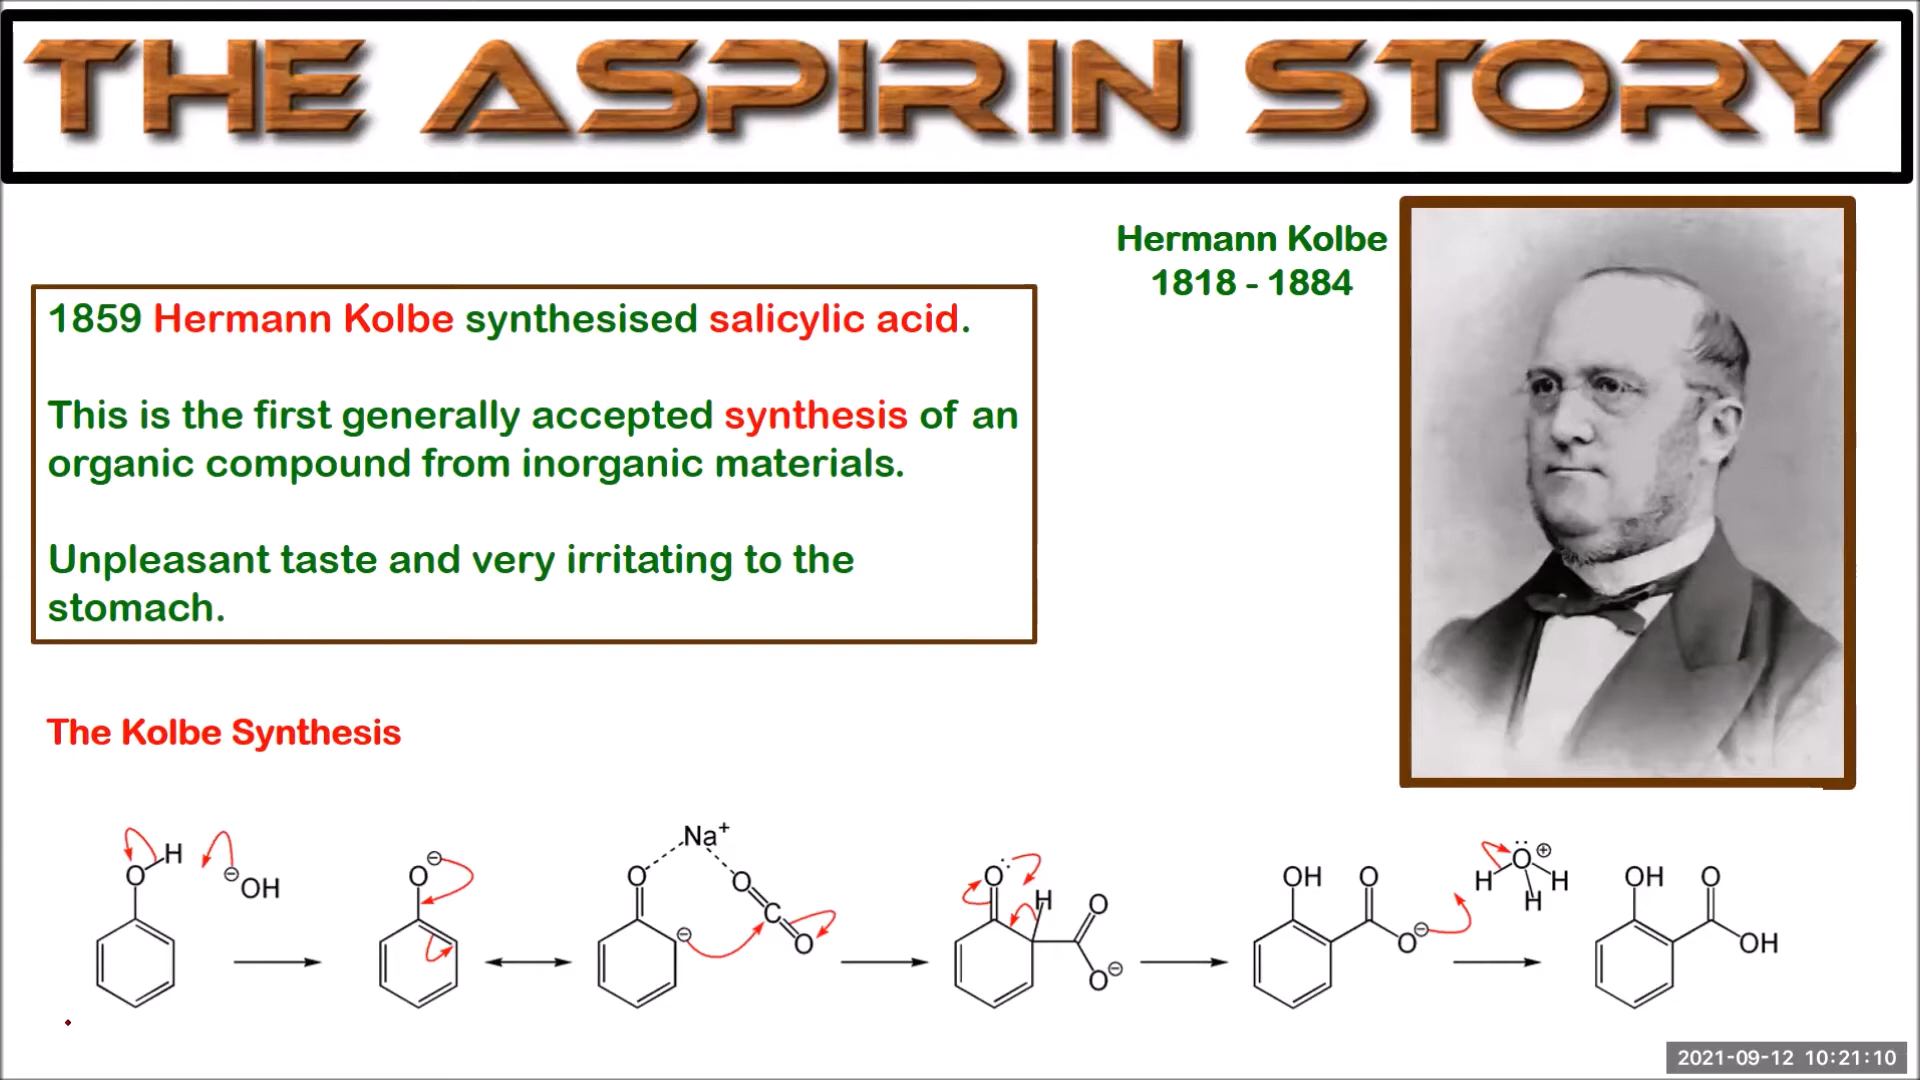 THE ASPIRIN STORY
Hermann Kolbe
1818 - 1884
1859 Hermann Kolbe synthesised salicylic acid.
This is the first generally accepted synthesis of an
organic compound from inorganic materials.
Unpleasant taste and very irritating to the
stomach.
The Kolbe Synthesis
O H ⊖ OH
O ⊖
O Na+ O C O ⊖
O H O O ⊖
OH O O ⊖
H O ⊕ H H
OH O OH
2021-09-12 10:21:10